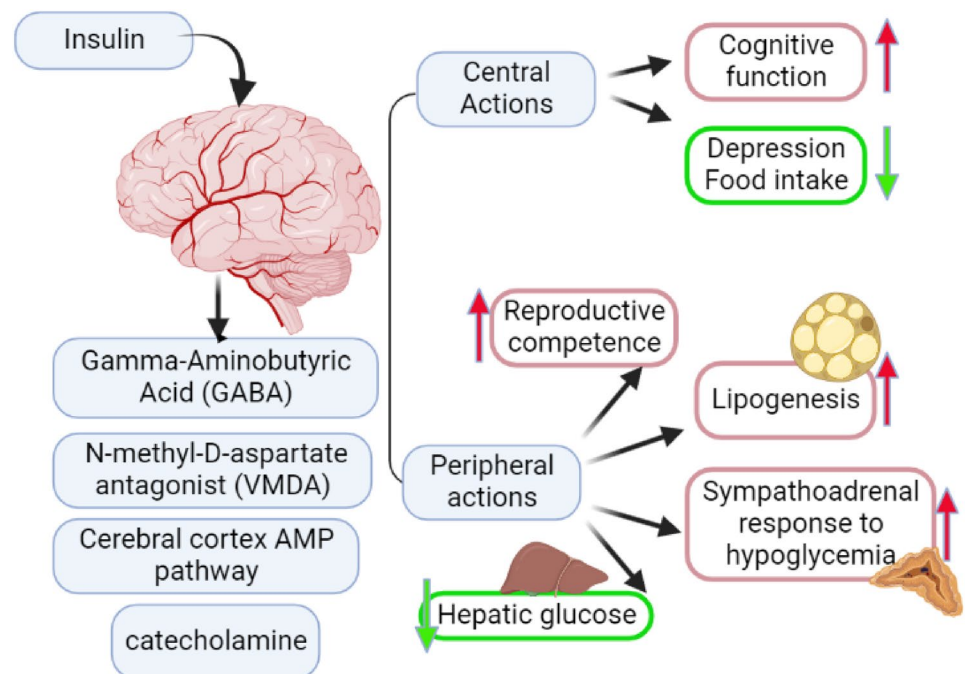 Insulin
Gamma-Aminobutyric
Acid (GABA)
N-methyl-D-aspartate
antagonist (VMDA)
Cerebral cortex AMP
pathway
catecholamine
Central
Actions
Cognitive
function
Depression
Food intake
Peripheral
actions
Reproductive
competence
Lipogenesis
Sympathoadrenal
response to
hypoglycemia
Hepatic glucose